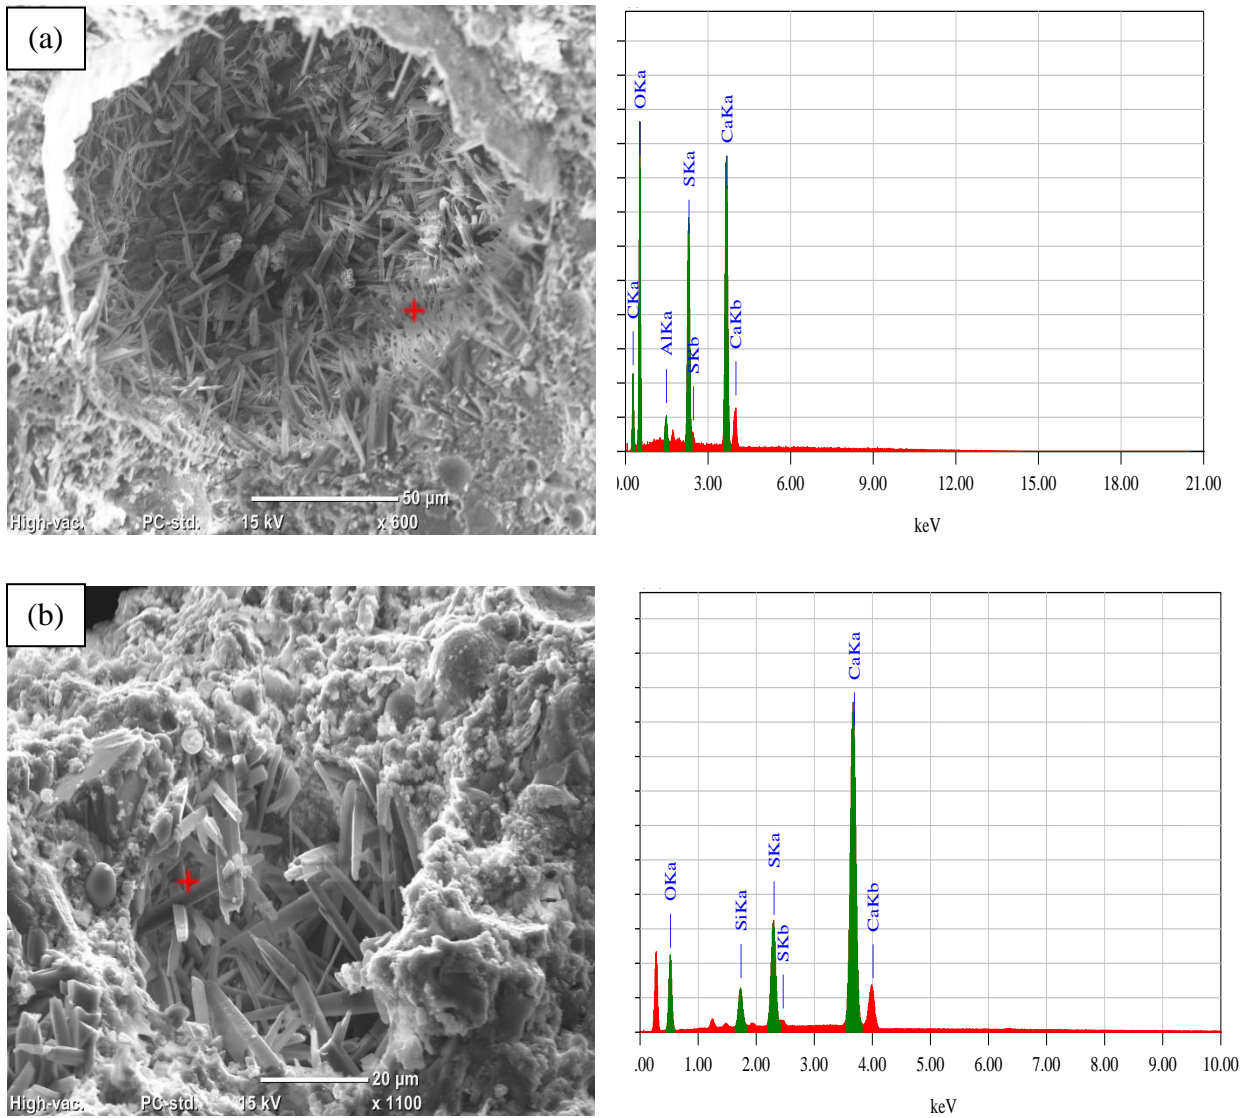 (a)
50 µm
High-vac. PC-std. 15 kV x 600
OKa
CaKa
SKa
CKa
AlKa
SKb
CaKb
3.00 6.00 9.00 12.00 15.00 18.00 21.00
keV
(b)
20 µm
High-vac. PC-std. 15 kV x 1100
CaKa
OKa
SiKa
SKa
SKb
CaKb
.00 1.00 2.00 3.00 4.00 5.00 6.00 7.00 8.00 9.00 10.00
keV